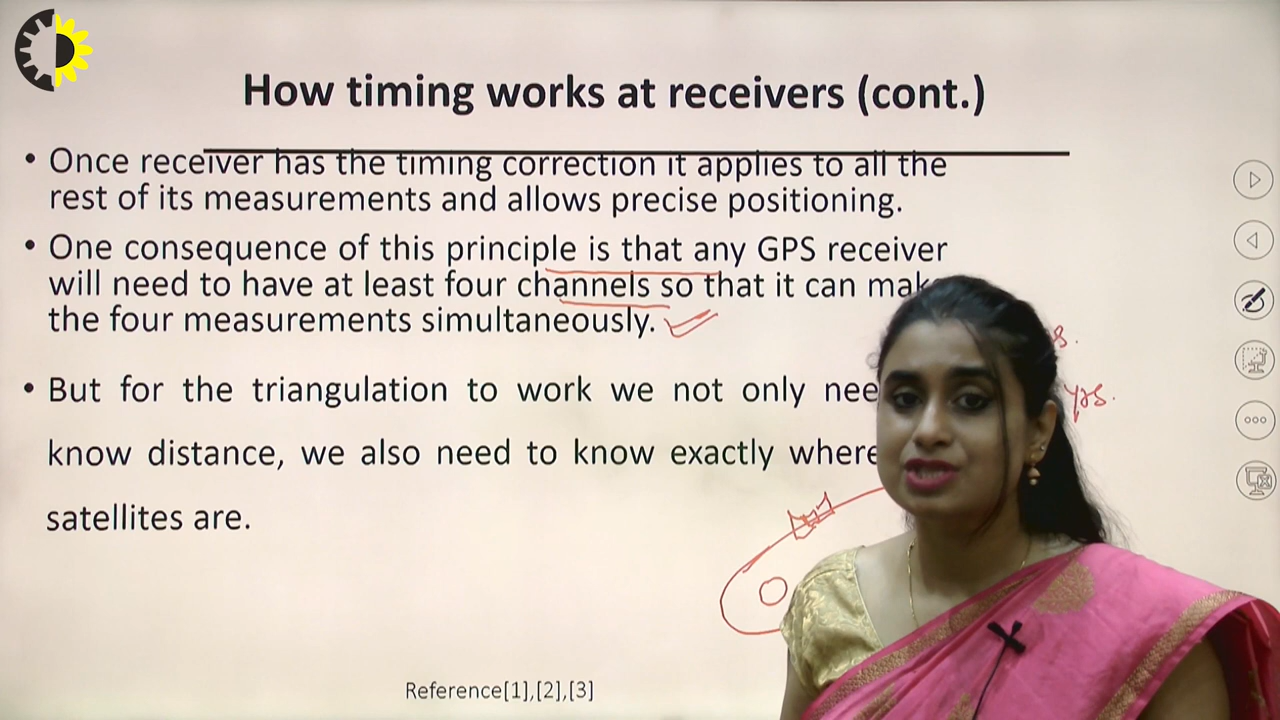 How timing works at receivers (cont.)
• Once receiver has the timing correction it applies to all the
rest of its measurements and allows precise positioning.
• One consequence of this principle is that any GPS receiver
will need to have at least four channels so that it can make
the four measurements simultaneously.
• But for the triangulation to work we not only
know distance, we also need to know exactly where
satellites are.
Reference[1],[2],[3]